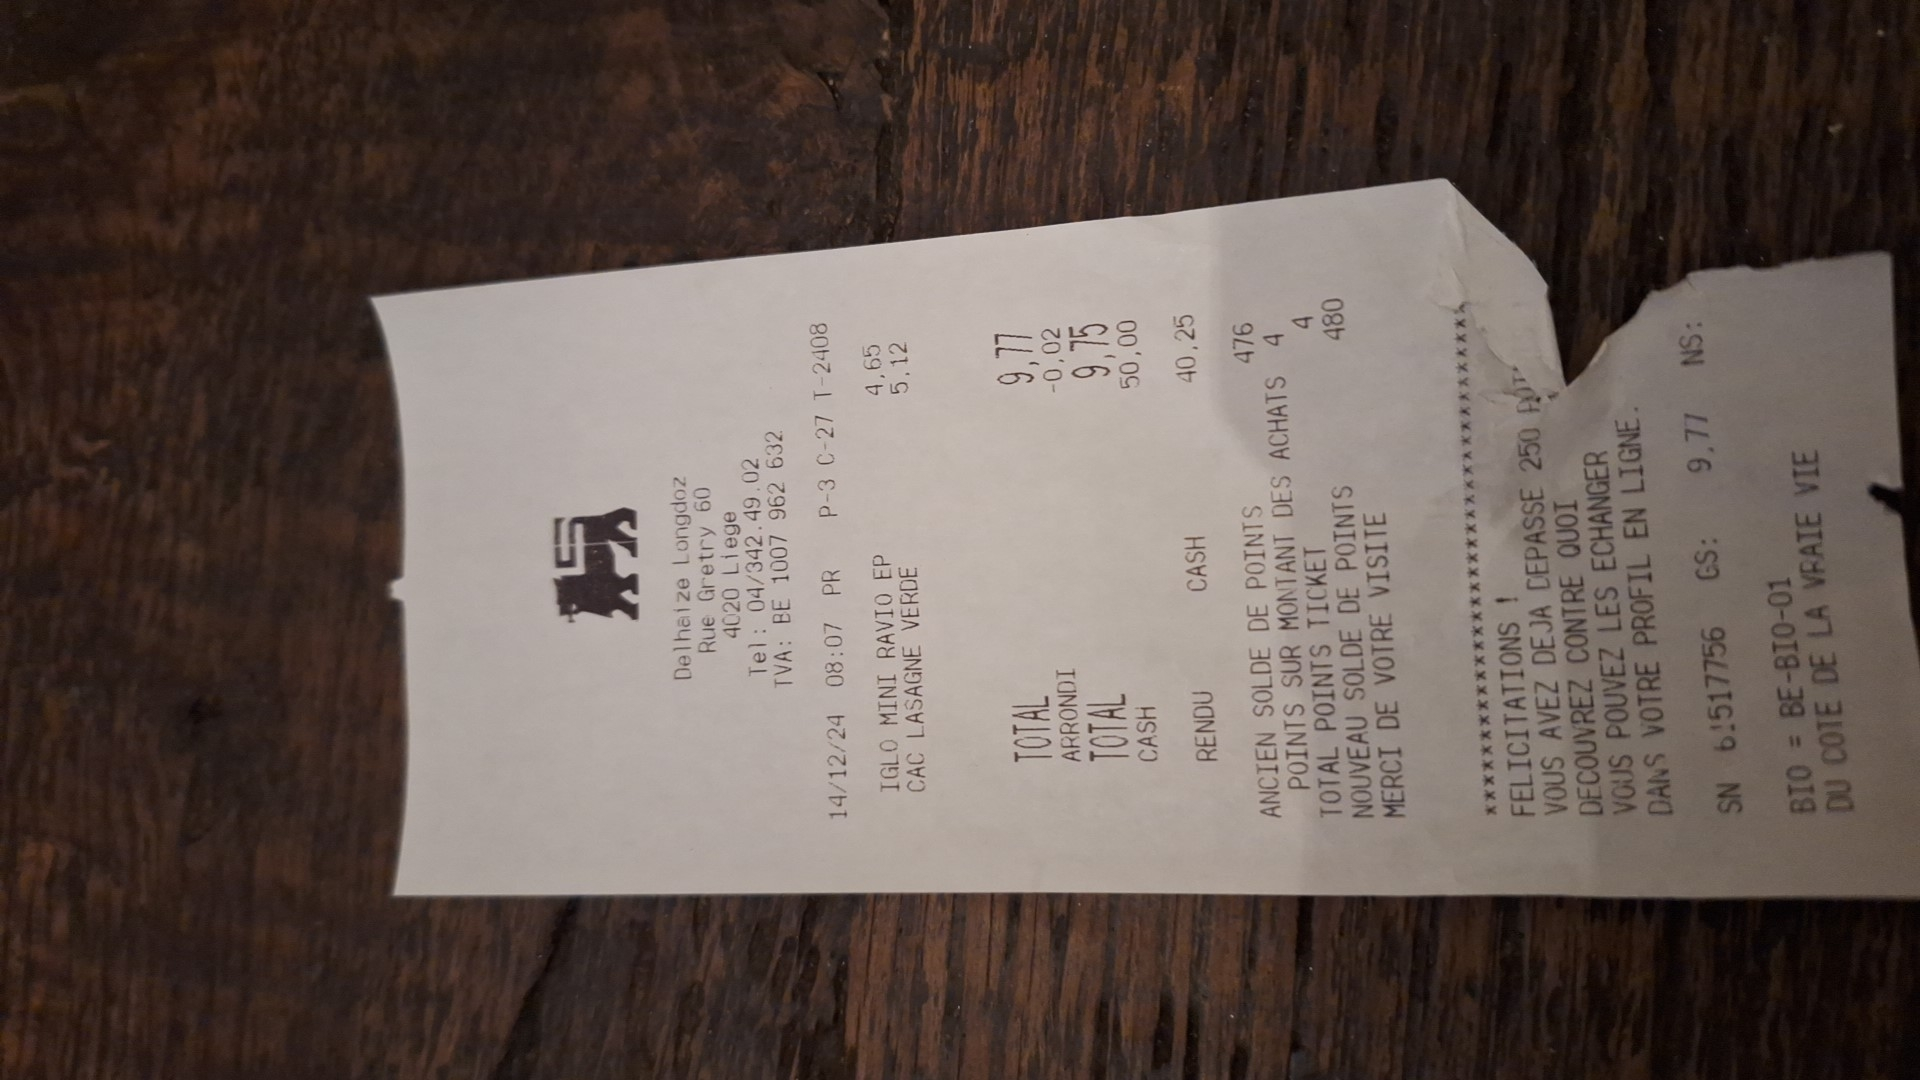 Delhaize Longdoz
Rue Gretry 60
4020 Liege
Tel: 04/342.49.02
TVA: BE 1007 962 632
14/12/24 08:07 PR P-3 C-27 T-2408
IGLO MINI RAVIO EP 4,65
CAC LASAGNE VERDE 5,12
TOTAL 9,77
ARRONDI -0,02
TOTAL 9,75
CASH 50,00
RENDU CASH 40,25
ANCIEN SOLDE DE POINTS 476
POINTS SUR MONTANT DES ACHATS 4
TOTAL POINTS TICKET 4
NOUVEAU SOLDE DE POINTS 480
MERCI DE VOTRE VISITE
FELICITATIONS !
VOUS AVEZ DEJA DEPASSE 250
DECOUVREZ CONTRE QUOI
VOUS POUVEZ LES ECHANGER
DANS VOTRE PROFIL EN LIGNE.
SN GS: 9,77 NS:
BIO = BE-BIO-01
DU COTE DE LA VRAIE VIE